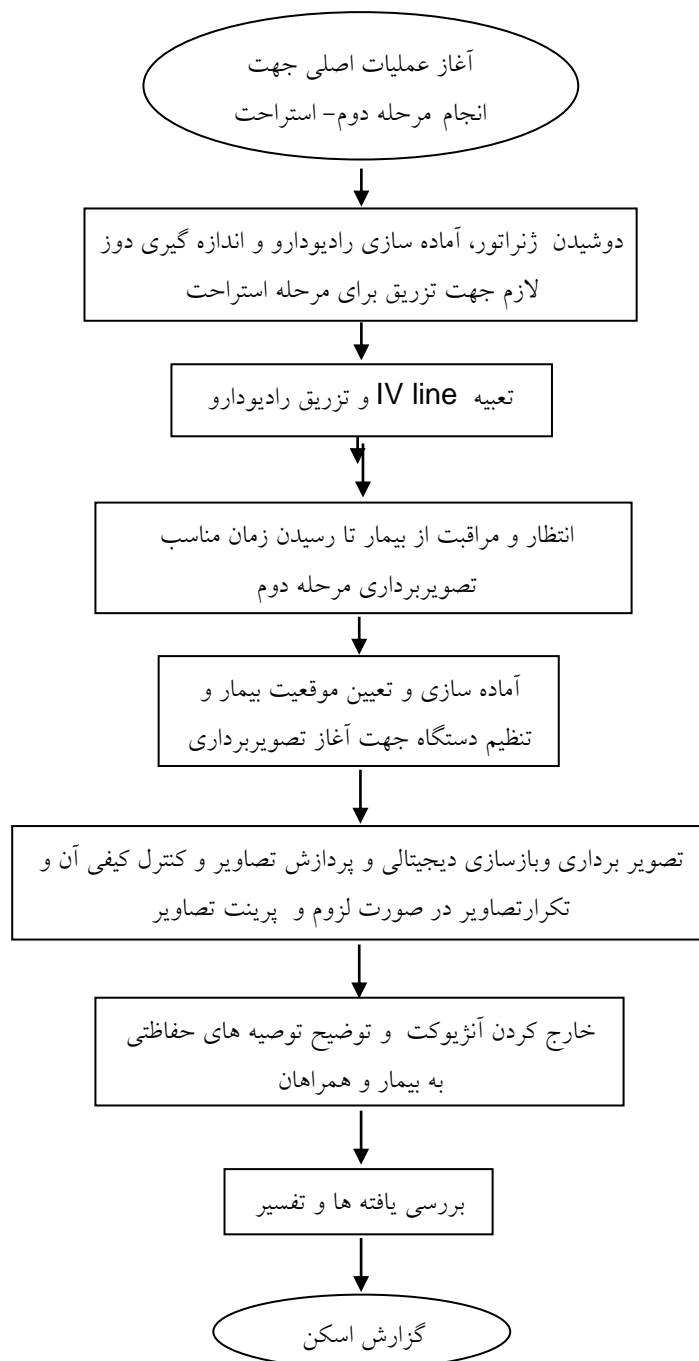 آغاز عملیات اصلی جهت
انجام مرحله دوم- استراحت
دوشیدن ژنراتور، آماده سازی رادیودارو و اندازه گیری دوز
لازم جهت تزریق برای مرحله استراحت
تعبیه IV line و تزریق رادیودارو
انتظار و مراقبت از بیمار تا رسیدن زمان مناسب
تصویربرداری مرحله دوم
آماده سازی و تعیین موقعیت بیمار و
تنظیم دستگاه جهت آغاز تصویربرداری
تصویر برداری وبازسازی دیجیتالی و پردازش تصاویر و کنترل کیفی آن و
تکرارتصاویر در صورت لزوم و پرینت تصاویر
خارج کردن آنژیوکت و توضیح توصیه های حفاظتی
به بیمار و همراهان
بررسی یافته ها و تفسیر
گزارش اسکن